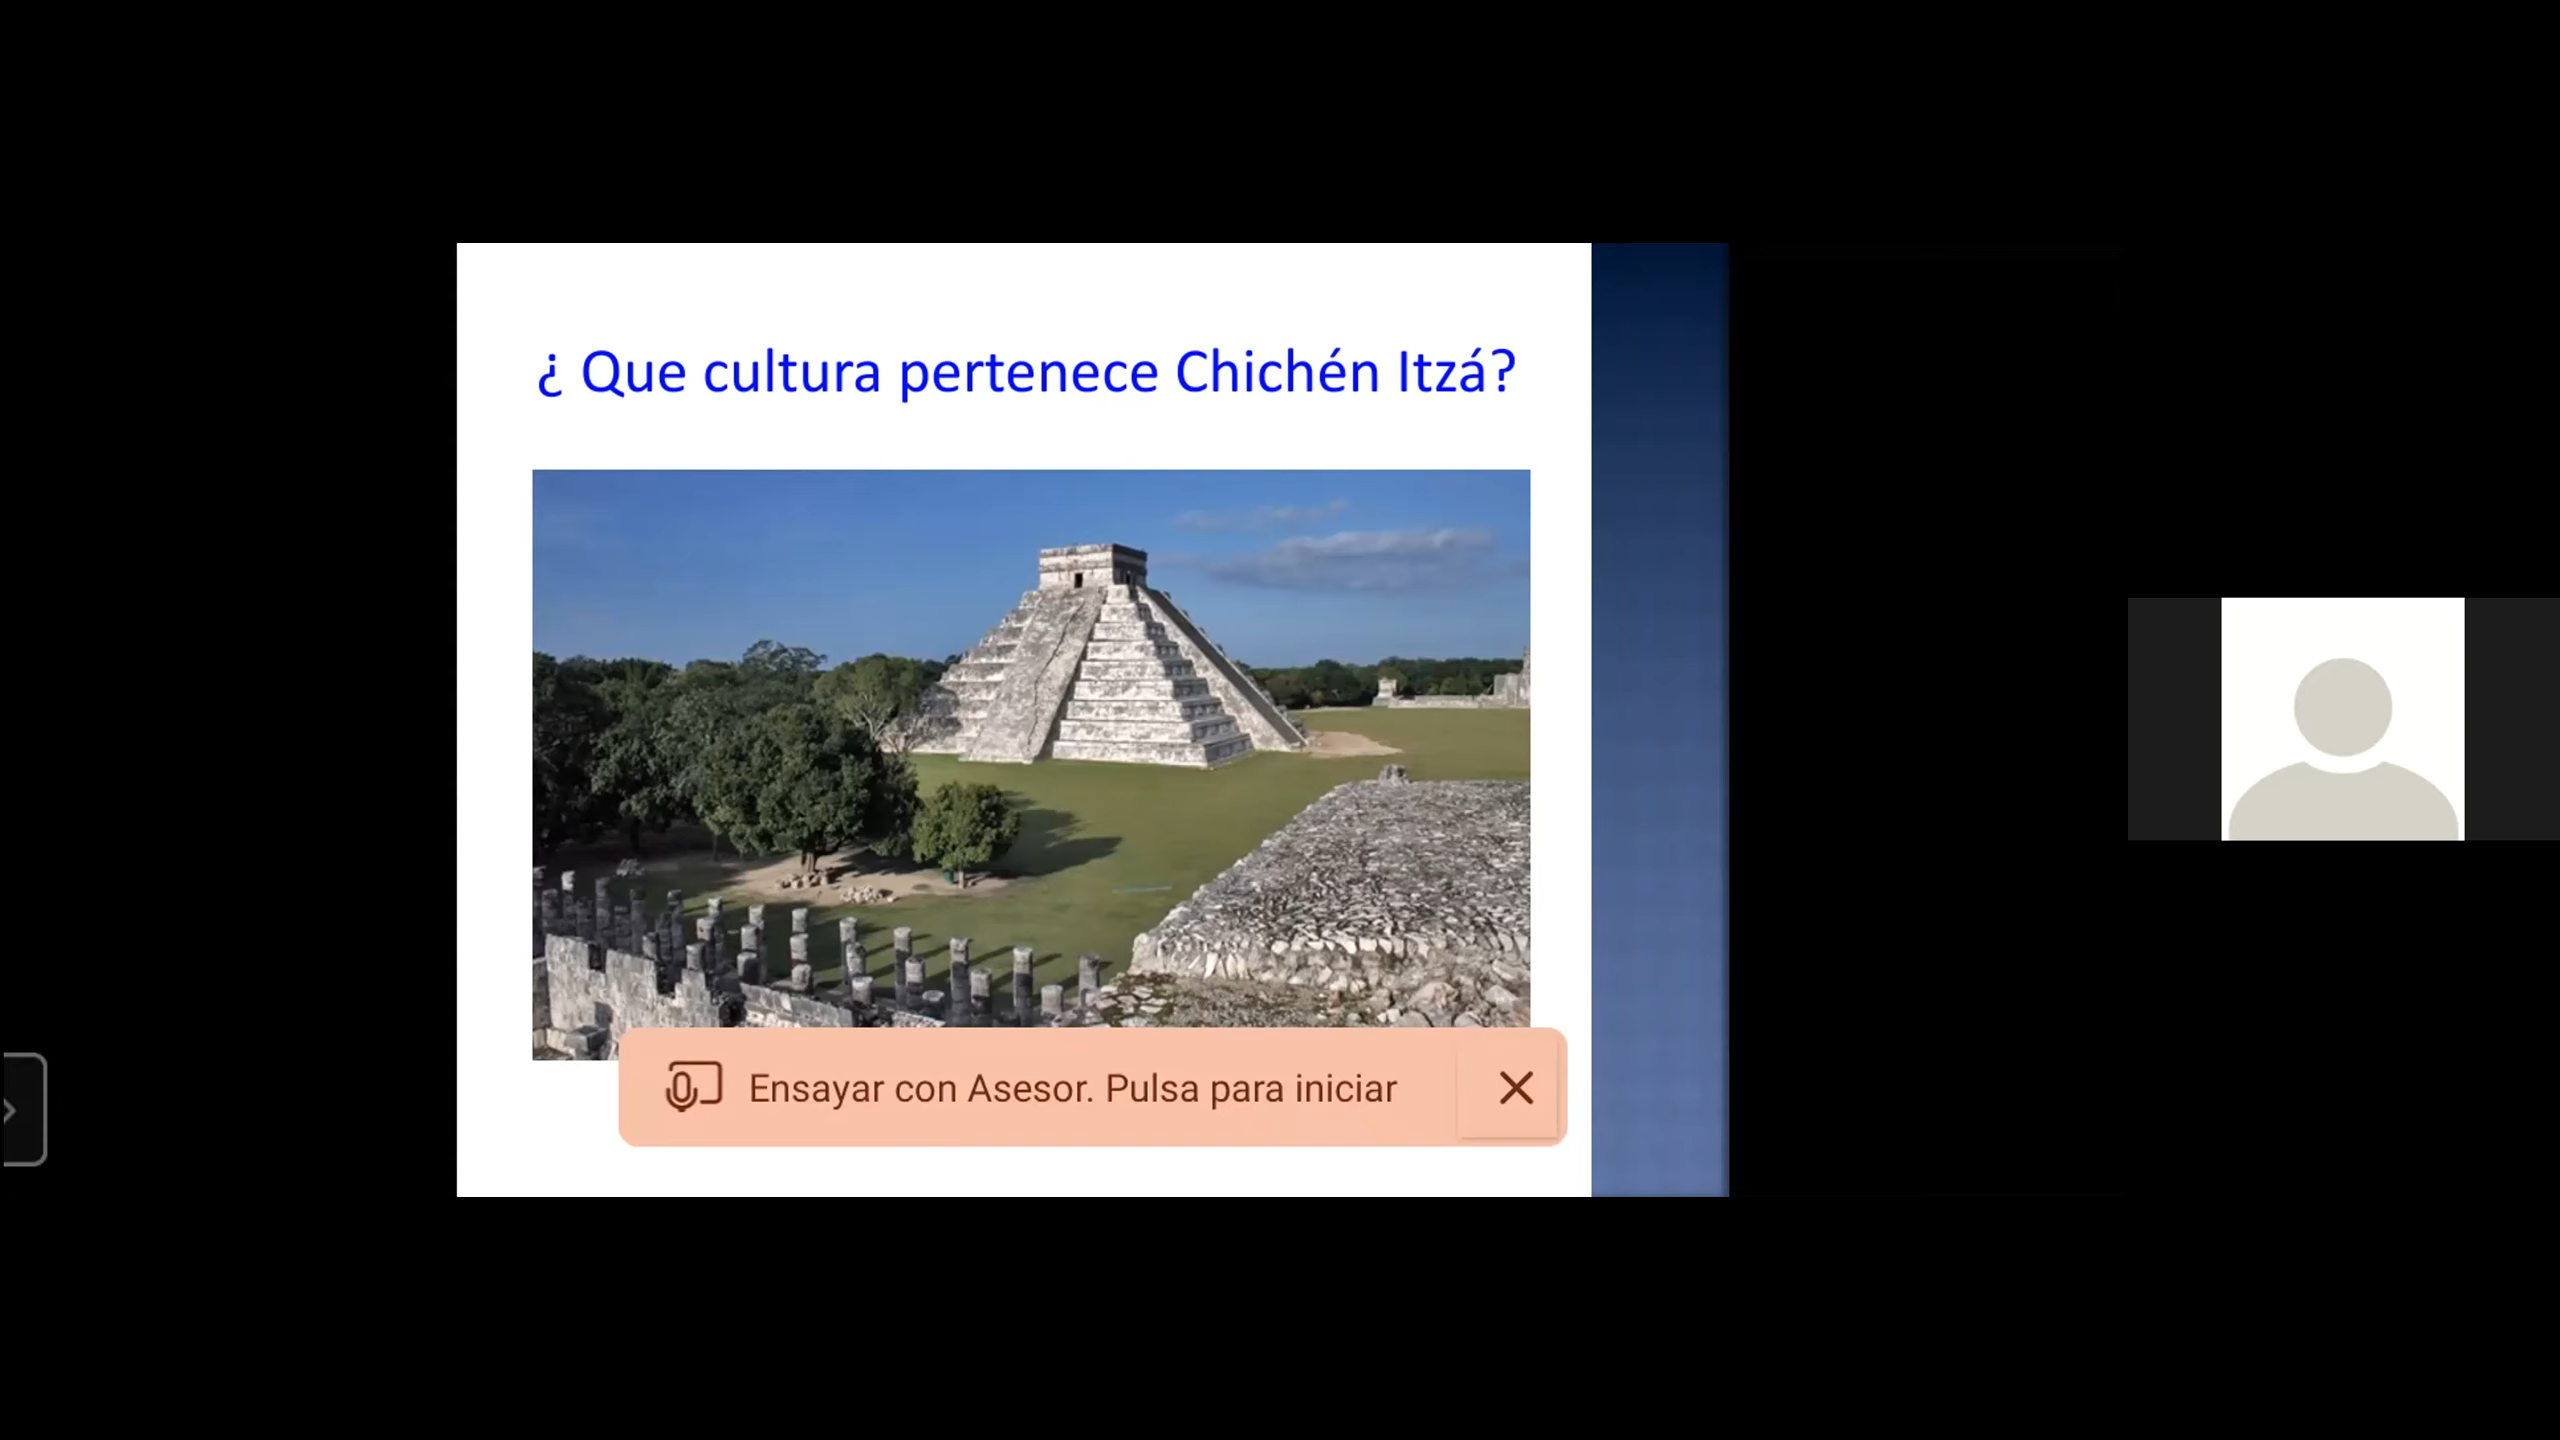 ¿ Que cultura pertenece Chichén Itzá?
Ensayar con Asesor. Pulsa para iniciar